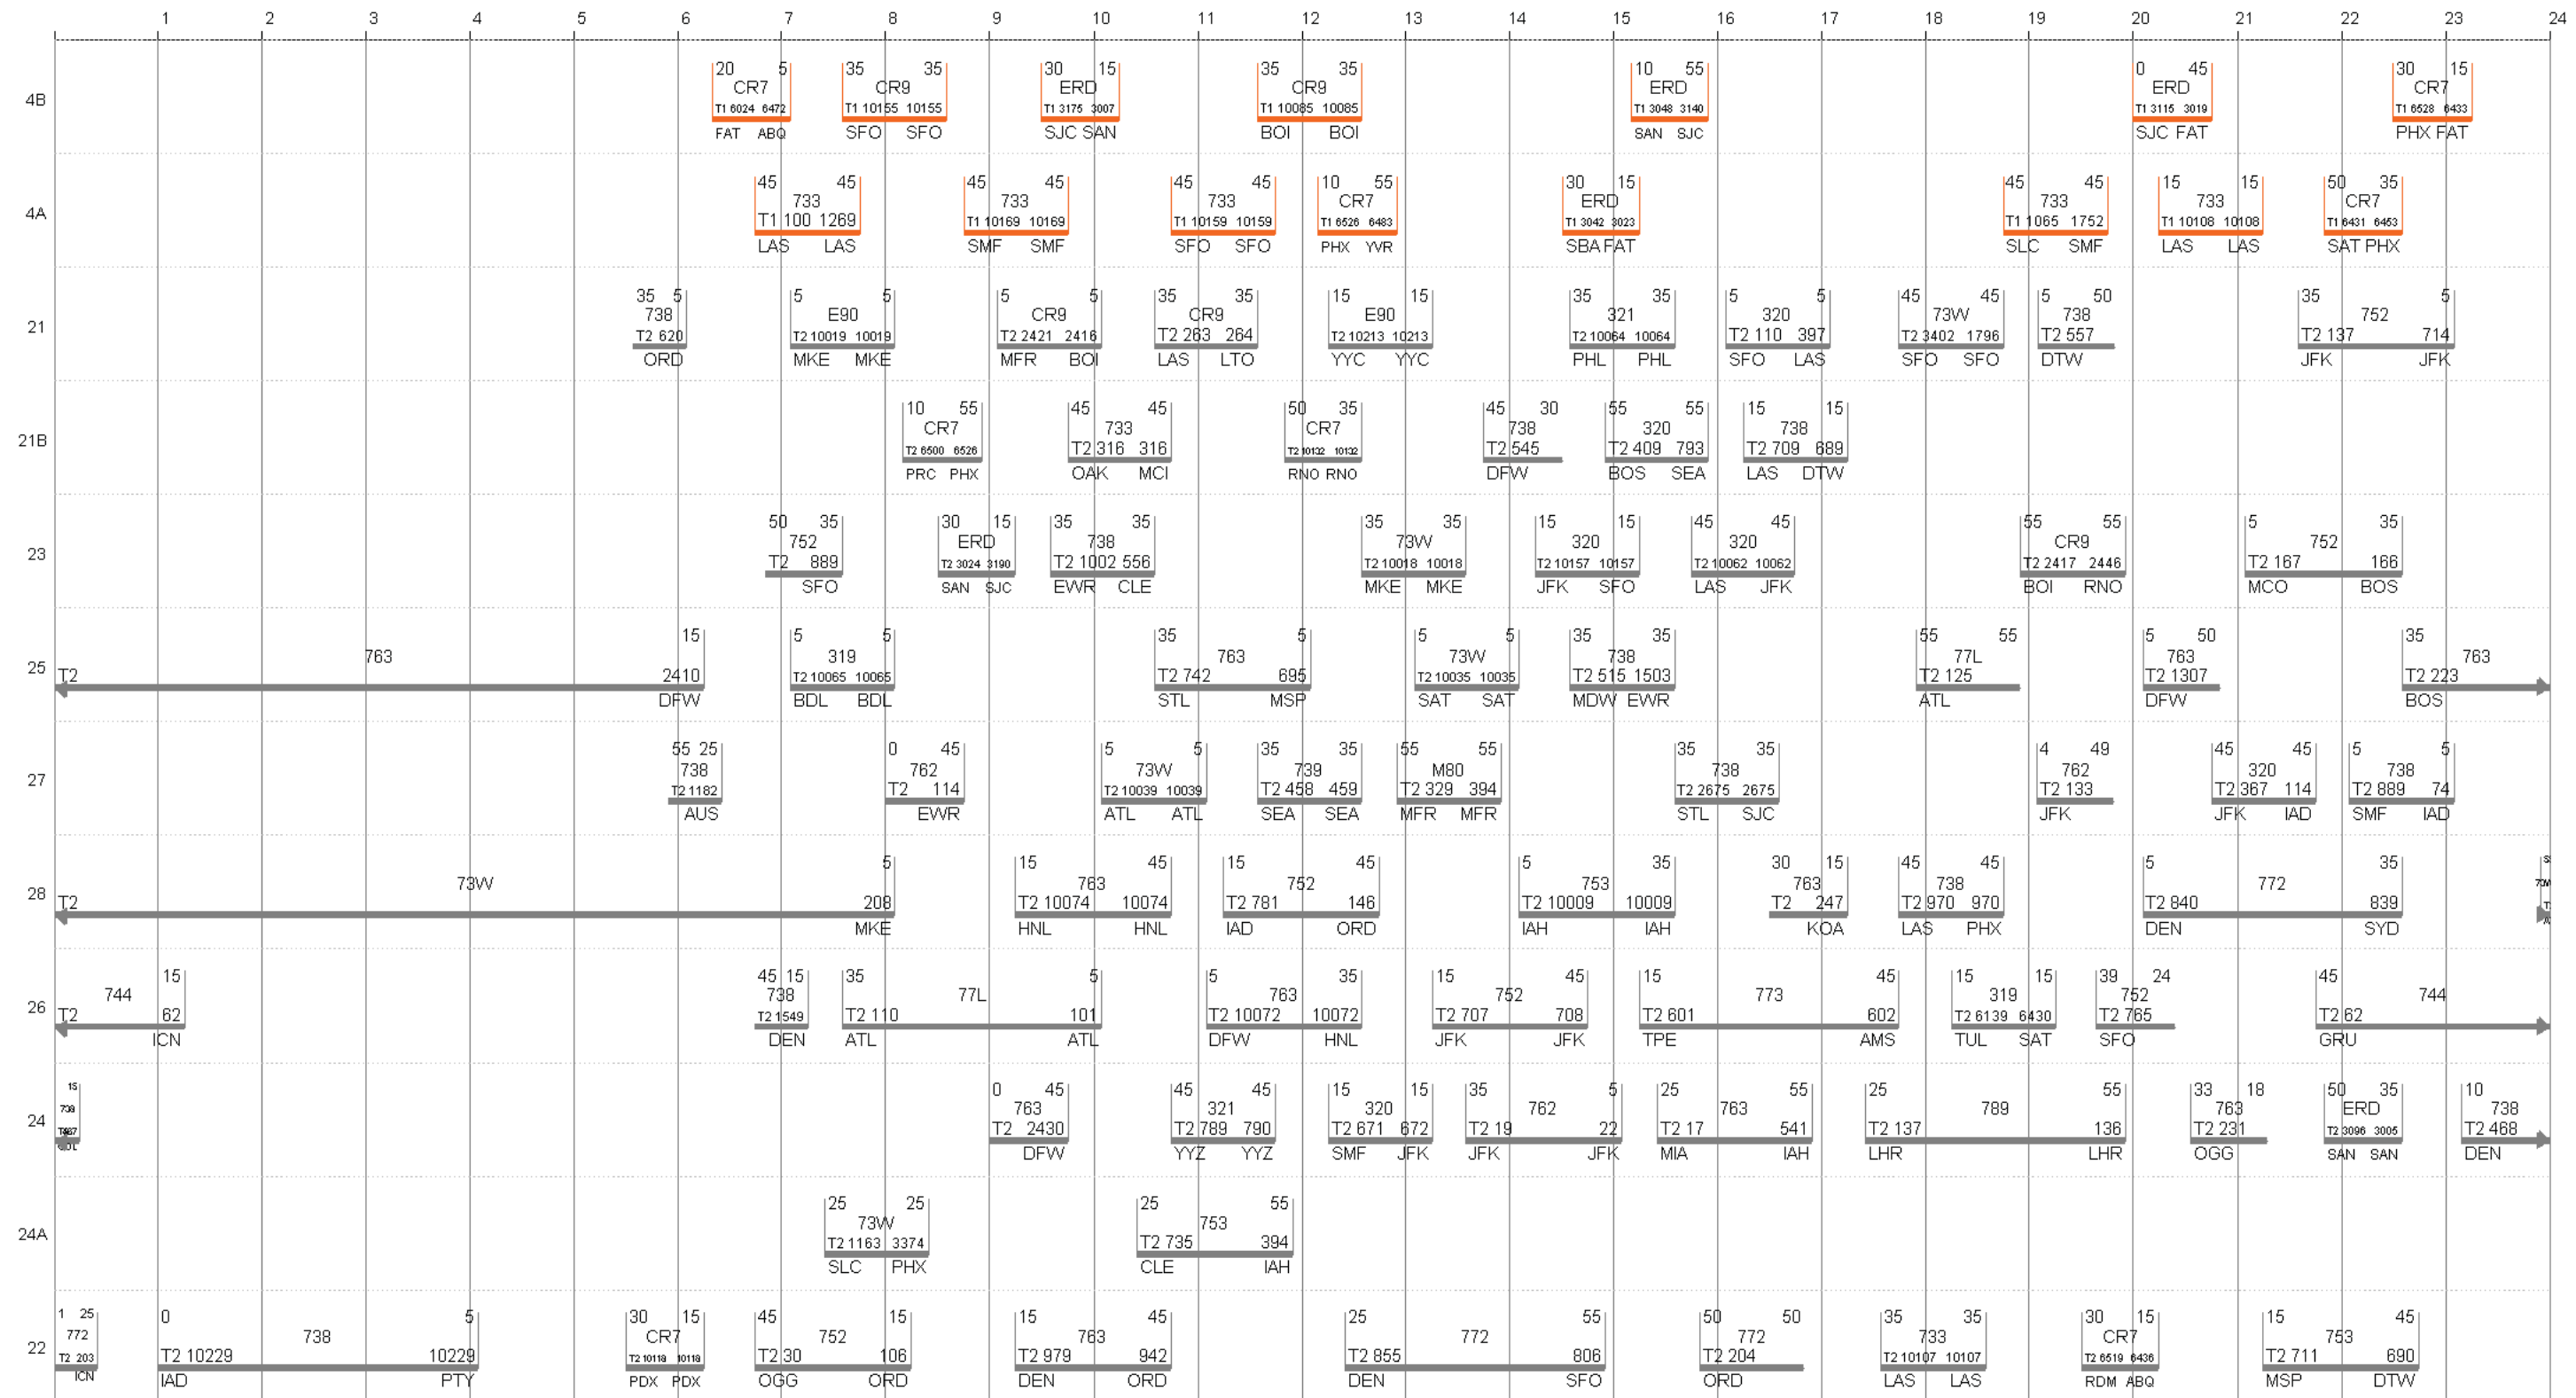 1 2 3 4 5 6 7 8 9 10 11 12 13 14 15 16 17 18 19 20 21 22 23 24
4B
20 5 35 35 30 15 35 35 10 55 0 45 30 15
CR7 CR9 ERD CR9 ERD ERD CR7
T1 6024 6472 T1 10155 10155 T1 3175 3007 T1 10085 10085 T1 3048 3140 T1 3115 3019 T1 6528 6433
FAT ABQ SFO SFO SJC SAN BOI BOI SAN SJC SJC FAT PHX FAT
4A
45 45 45 45 45 45 10 55 30 15 45 45 15 15 50 35
733 733 733 CR7 ERD 733 733 CR7
T1 100 1269 T1 10169 10169 T1 10159 10159 T1 6526 6483 T1 3042 3023 T1 1065 1752 T1 10108 10108 T1 6431 6453
LAS LAS SMF SMF SFO SFO PHX YVR SBA FAT SLC SMF LAS LAS SAT PHX
21
35 5 5 5 5 5 35 35 15 15 35 35 5 5 45 45 5 50 35 5
738 E90 CR9 CR9 E90 321 320 73W 738 752
T2 620 T2 10019 10019 T2 2421 2416 T2 263 264 T2 10213 10213 T2 10064 10064 T2 110 397 T2 3402 1796 T2 557 T2 137 714
ORD MKE MKE MFR BOI LAS LTO YYC YYC PHL PHL SFO LAS SFO SFO DTW JFK JFK
21B
10 55 45 45 50 35 45 30 55 55 15 15
CR7 733 CR7 738 320 738
T2 6500 6526 T2 316 316 T2 10132 10132 T2 545 T2 409 793 T2 709 689
PRC PHX OAK MCI RNO RNO DFW BOS SEA LAS DTW
23
50 35 30 15 35 35 35 35 15 15 45 45 55 55 5 35
752 ERD 738 73W 320 320 CR9 752
T2 889 T2 3024 3190 T2 1002 556 T2 10018 10018 T2 10157 10157 T2 10062 10062 T2 2417 2446 T2 167 166
SFO SAN SJC EWR CLE MKE MKE JFK SFO LAS JFK BOI RNO MCO BOS
25
15 5 5 35 5 5 5 35 35 55 55 5 50 35
763 319 763 73W 738 77L 763 763
T2 2410 T2 10065 10065 T2 742 695 T2 10035 10035 T2 515 1503 T2 125 T2 1307 T2 223
DFW BDL BDL STL MSP SAT SAT MDW EWR ATL DFW BOS
27
55 25 0 45 5 5 35 35 55 55 35 35 4 49 45 45 5 5
738 762 73W 739 M80 738 762 320 738
T2 1182 T2 114 T2 10039 10039 T2 458 459 T2 329 394 T2 2675 2675 T2 133 T2 367 114 T2 889 74
AUS EWR ATL ATL SEA SEA MFR MFR STL SJC JFK JFK IAD SMF IAD
28
5 15 45 15 45 5 35 30 15 45 45 5 35
73W 763 752 753 763 738 772
T2 208 T2 10074 10074 T2 781 146 T2 10009 10009 T2 247 T2 970 970 T2 840 839
MKE HNL HNL IAD ORD IAH IAH KOA LAS PHX DEN SYD
26
15 45 15 35 5 5 35 15 45 15 45 15 15 39 24 45
744 738 77L 763 752 773 319 752 744
T2 62 T2 1549 T2 110 101 T2 10072 10072 T2 707 708 T2 601 602 T2 6139 6430 T2 765 T2 62
ICN DEN ATL ATL DFW HNL JFK JFK TPE AMS TUL SAT SFO GRU
24
15 0 45 45 45 15 15 35 5 25 55 25 55 33 18 50 35 10
763 321 320 762 763 789 763 ERD 738
T2 2430 T2 789 790 T2 671 672 T2 19 22 T2 17 541 T2 137 136 T2 231 T2 3096 3005 T2 468
DFW YYZ YYZ SMF JFK JFK JFK MIA IAH LHR LHR OGG SAN SAN DEN
24A
25 25 25 55
73W 753
T2 1163 3374 T2 735 394
SLC PHX CLE IAH
22
1 25 0 5 30 15 45 15 15 45 25 55 50 50 35 35 30 15 15 45
772 738 CR7 752 763 772 772 733 CR7 753
T2 203 T2 10229 10229 T2 10118 10118 T2 30 106 T2 979 942 T2 855 806 T2 204 T2 10107 10107 T2 6519 6436 T2 711 690
ICN IAD PTY PDX PDX OGG ORD DEN ORD DEN SFO ORD LAS LAS RDM ABQ MSP DTW